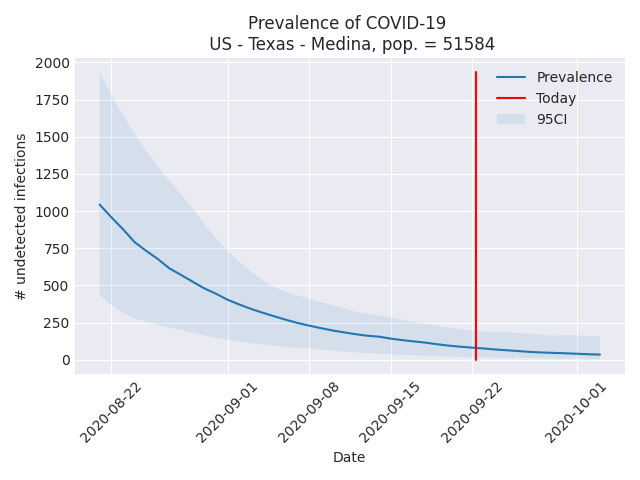 Prevalence of COVID-19
US - Texas - Medina, pop. = 51584
2000
1750
1500
1250
1000
750
500
250
0
# undetected infections
Prevalence
Today
95CI
2020-08-22
2020-09-01
2020-09-08
2020-09-15
2020-09-22
2020-10-01
Date